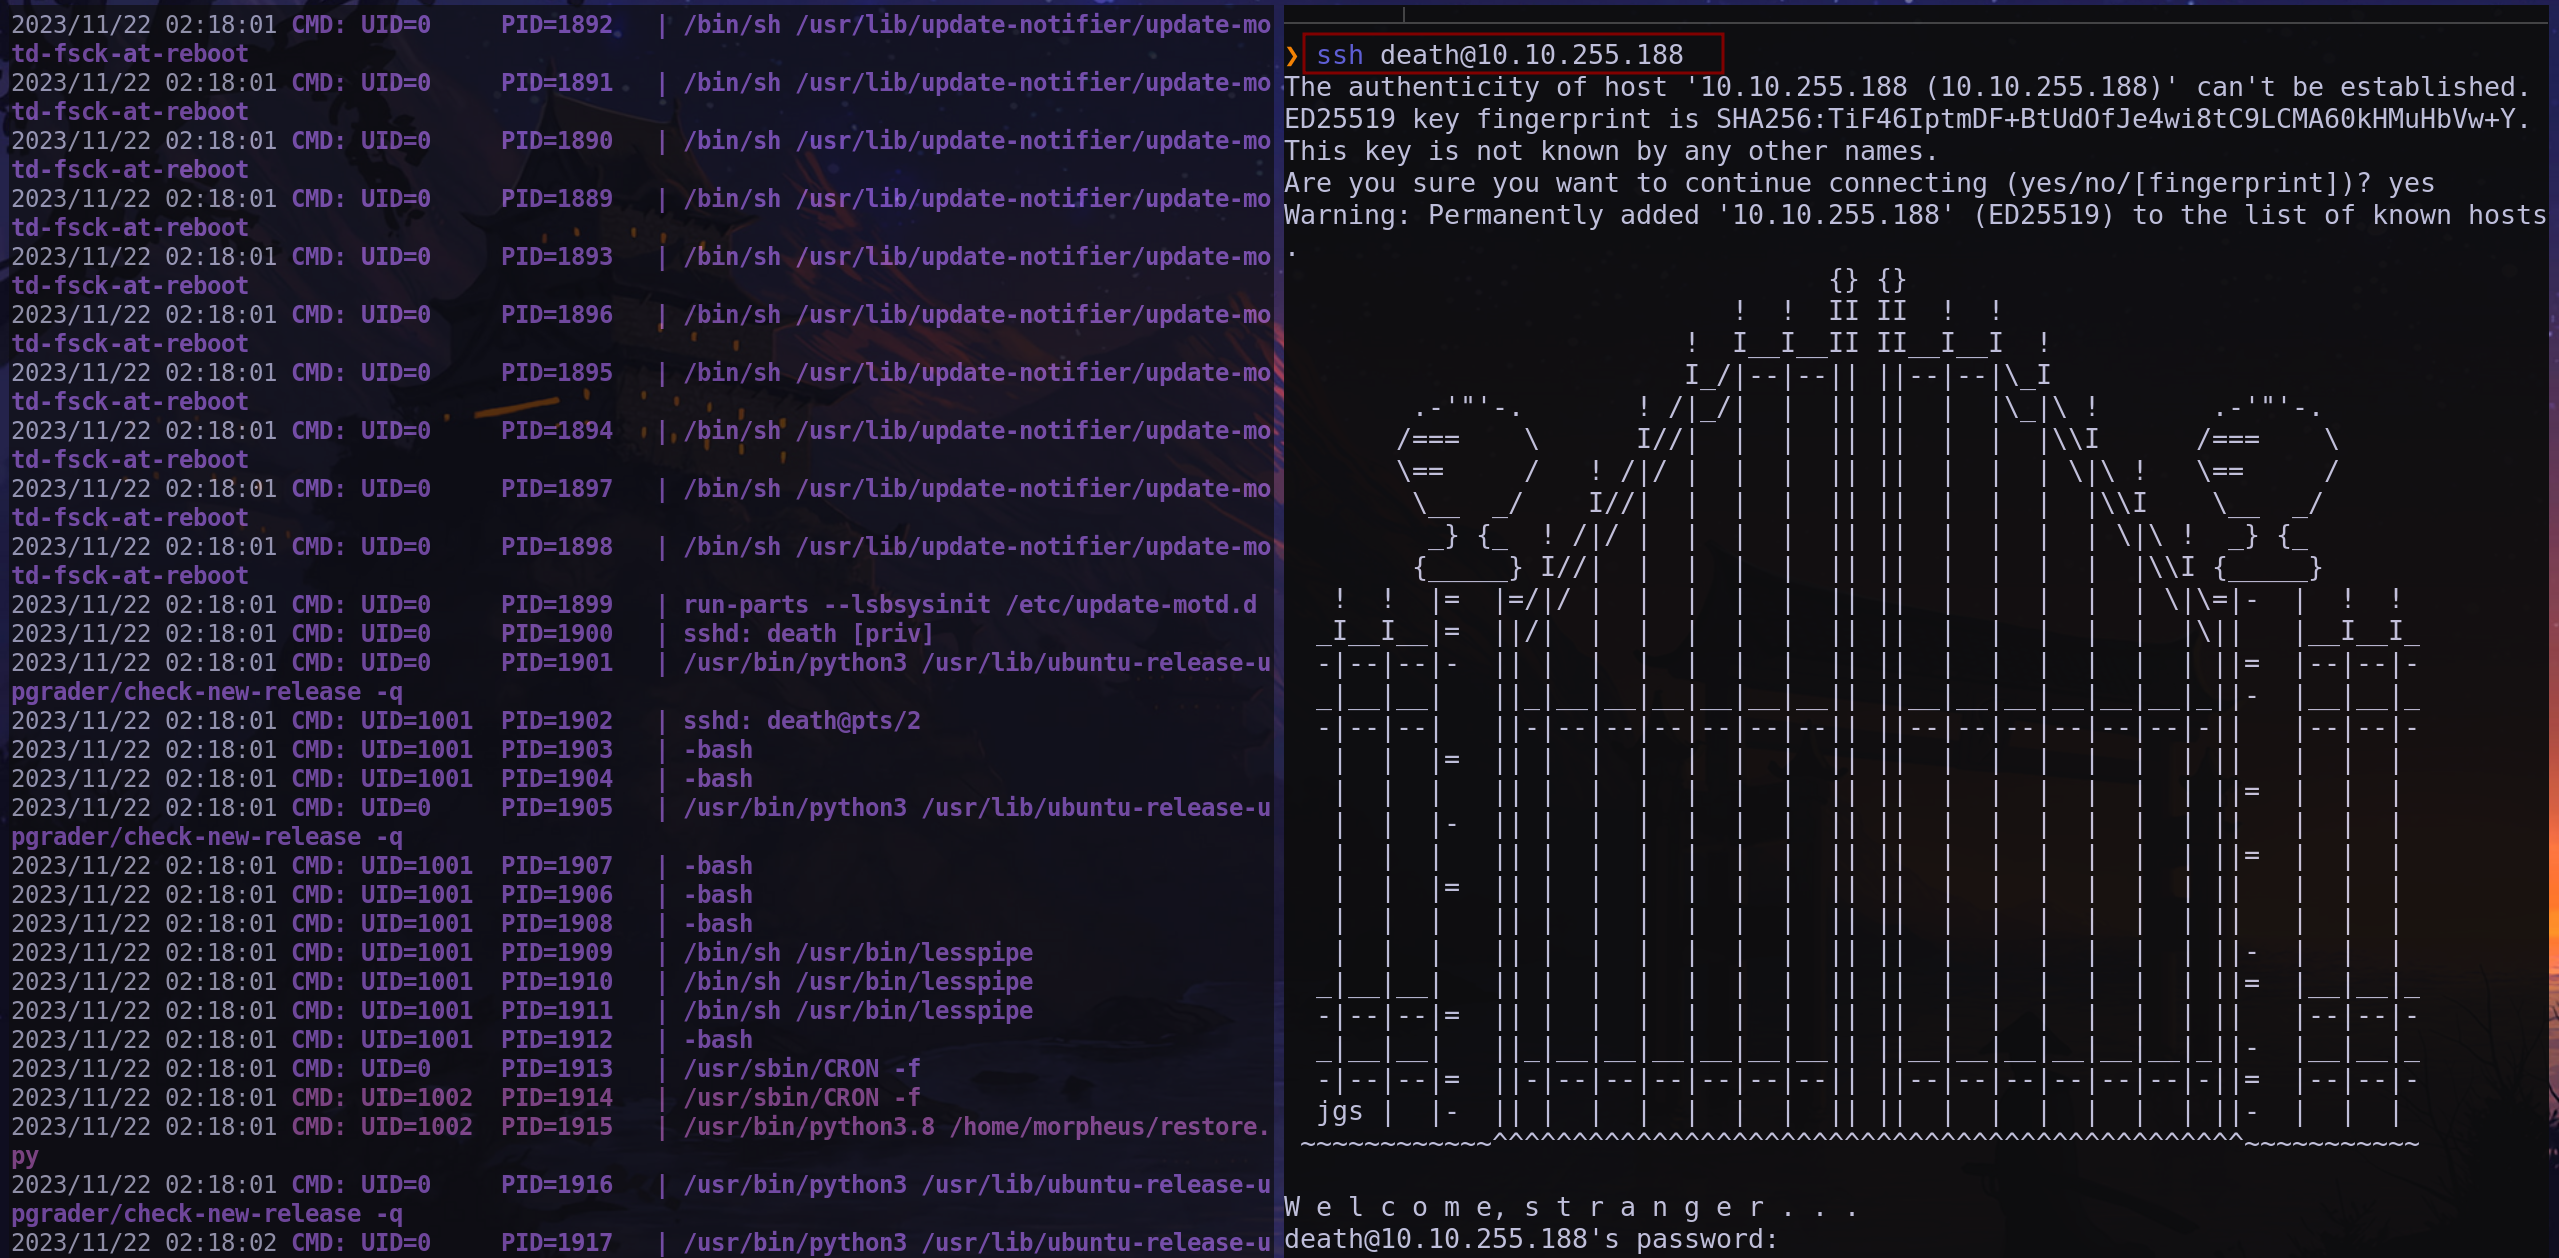 2023/11/22 02:18:01 CMD: UID=0     PID=1892   | /bin/sh /usr/lib/update-notifier/update-mo
td-fsck-at-reboot
2023/11/22 02:18:01 CMD: UID=0     PID=1891   | /bin/sh /usr/lib/update-notifier/update-mo
td-fsck-at-reboot
2023/11/22 02:18:01 CMD: UID=0     PID=1890   | /bin/sh /usr/lib/update-notifier/update-mo
td-fsck-at-reboot
2023/11/22 02:18:01 CMD: UID=0     PID=1889   | /bin/sh /usr/lib/update-notifier/update-mo
td-fsck-at-reboot
2023/11/22 02:18:01 CMD: UID=0     PID=1893   | /bin/sh /usr/lib/update-notifier/update-mo
td-fsck-at-reboot
2023/11/22 02:18:01 CMD: UID=0     PID=1896   | /bin/sh /usr/lib/update-notifier/update-mo
td-fsck-at-reboot
2023/11/22 02:18:01 CMD: UID=0     PID=1895   | /bin/sh /usr/lib/update-notifier/update-mo
td-fsck-at-reboot
2023/11/22 02:18:01 CMD: UID=0     PID=1894   | /bin/sh /usr/lib/update-notifier/update-mo
td-fsck-at-reboot
2023/11/22 02:18:01 CMD: UID=0     PID=1897   | /bin/sh /usr/lib/update-notifier/update-mo
td-fsck-at-reboot
2023/11/22 02:18:01 CMD: UID=0     PID=1898   | /bin/sh /usr/lib/update-notifier/update-mo
td-fsck-at-reboot
2023/11/22 02:18:01 CMD: UID=0     PID=1899   | run-parts --lsbsysinit /etc/update-motd.d
2023/11/22 02:18:01 CMD: UID=0     PID=1900   | sshd: death [priv]
2023/11/22 02:18:01 CMD: UID=0     PID=1901   | /usr/bin/python3 /usr/lib/ubuntu-release-u
pgrader/check-new-release -q
2023/11/22 02:18:01 CMD: UID=1001  PID=1902   | sshd: death@pts/2
2023/11/22 02:18:01 CMD: UID=1001  PID=1903   | -bash
2023/11/22 02:18:01 CMD: UID=1001  PID=1904   | -bash
2023/11/22 02:18:01 CMD: UID=0     PID=1905   | /usr/bin/python3 /usr/lib/ubuntu-release-u
pgrader/check-new-release -q
2023/11/22 02:18:01 CMD: UID=1001  PID=1907   | -bash
2023/11/22 02:18:01 CMD: UID=1001  PID=1906   | -bash
2023/11/22 02:18:01 CMD: UID=1001  PID=1908   | -bash
2023/11/22 02:18:01 CMD: UID=1001  PID=1909   | /bin/sh /usr/bin/lesspipe
2023/11/22 02:18:01 CMD: UID=1001  PID=1910   | /bin/sh /usr/bin/lesspipe
2023/11/22 02:18:01 CMD: UID=1001  PID=1911   | /bin/sh /usr/bin/lesspipe
2023/11/22 02:18:01 CMD: UID=1001  PID=1912   | -bash
2023/11/22 02:18:01 CMD: UID=0     PID=1913   | /usr/sbin/CRON -f
2023/11/22 02:18:01 CMD: UID=1002  PID=1914   | /usr/sbin/CRON -f
2023/11/22 02:18:01 CMD: UID=1002  PID=1915   | /usr/bin/python3.8 /home/morpheus/restore.
py
2023/11/22 02:18:01 CMD: UID=0     PID=1916   | /usr/bin/python3 /usr/lib/ubuntu-release-u
pgrader/check-new-release -q
2023/11/22 02:18:02 CMD: UID=0     PID=1917   | /usr/bin/python3 /usr/lib/ubuntu-release-u
❯ ssh death@10.10.255.188
The authenticity of host '10.10.255.188 (10.10.255.188)' can't be established.
ED25519 key fingerprint is SHA256:TiF46IptmDF+BtUdOfJe4wi8tC9LCMA60kHMuHbVw+Y.
This key is not known by any other names.
Are you sure you want to continue connecting (yes/no/[fingerprint])? yes
Warning: Permanently added '10.10.255.188' (ED25519) to the list of known hosts
.
jgs
W e l c o m e, s t r a n g e r . . .
death@10.10.255.188's password: